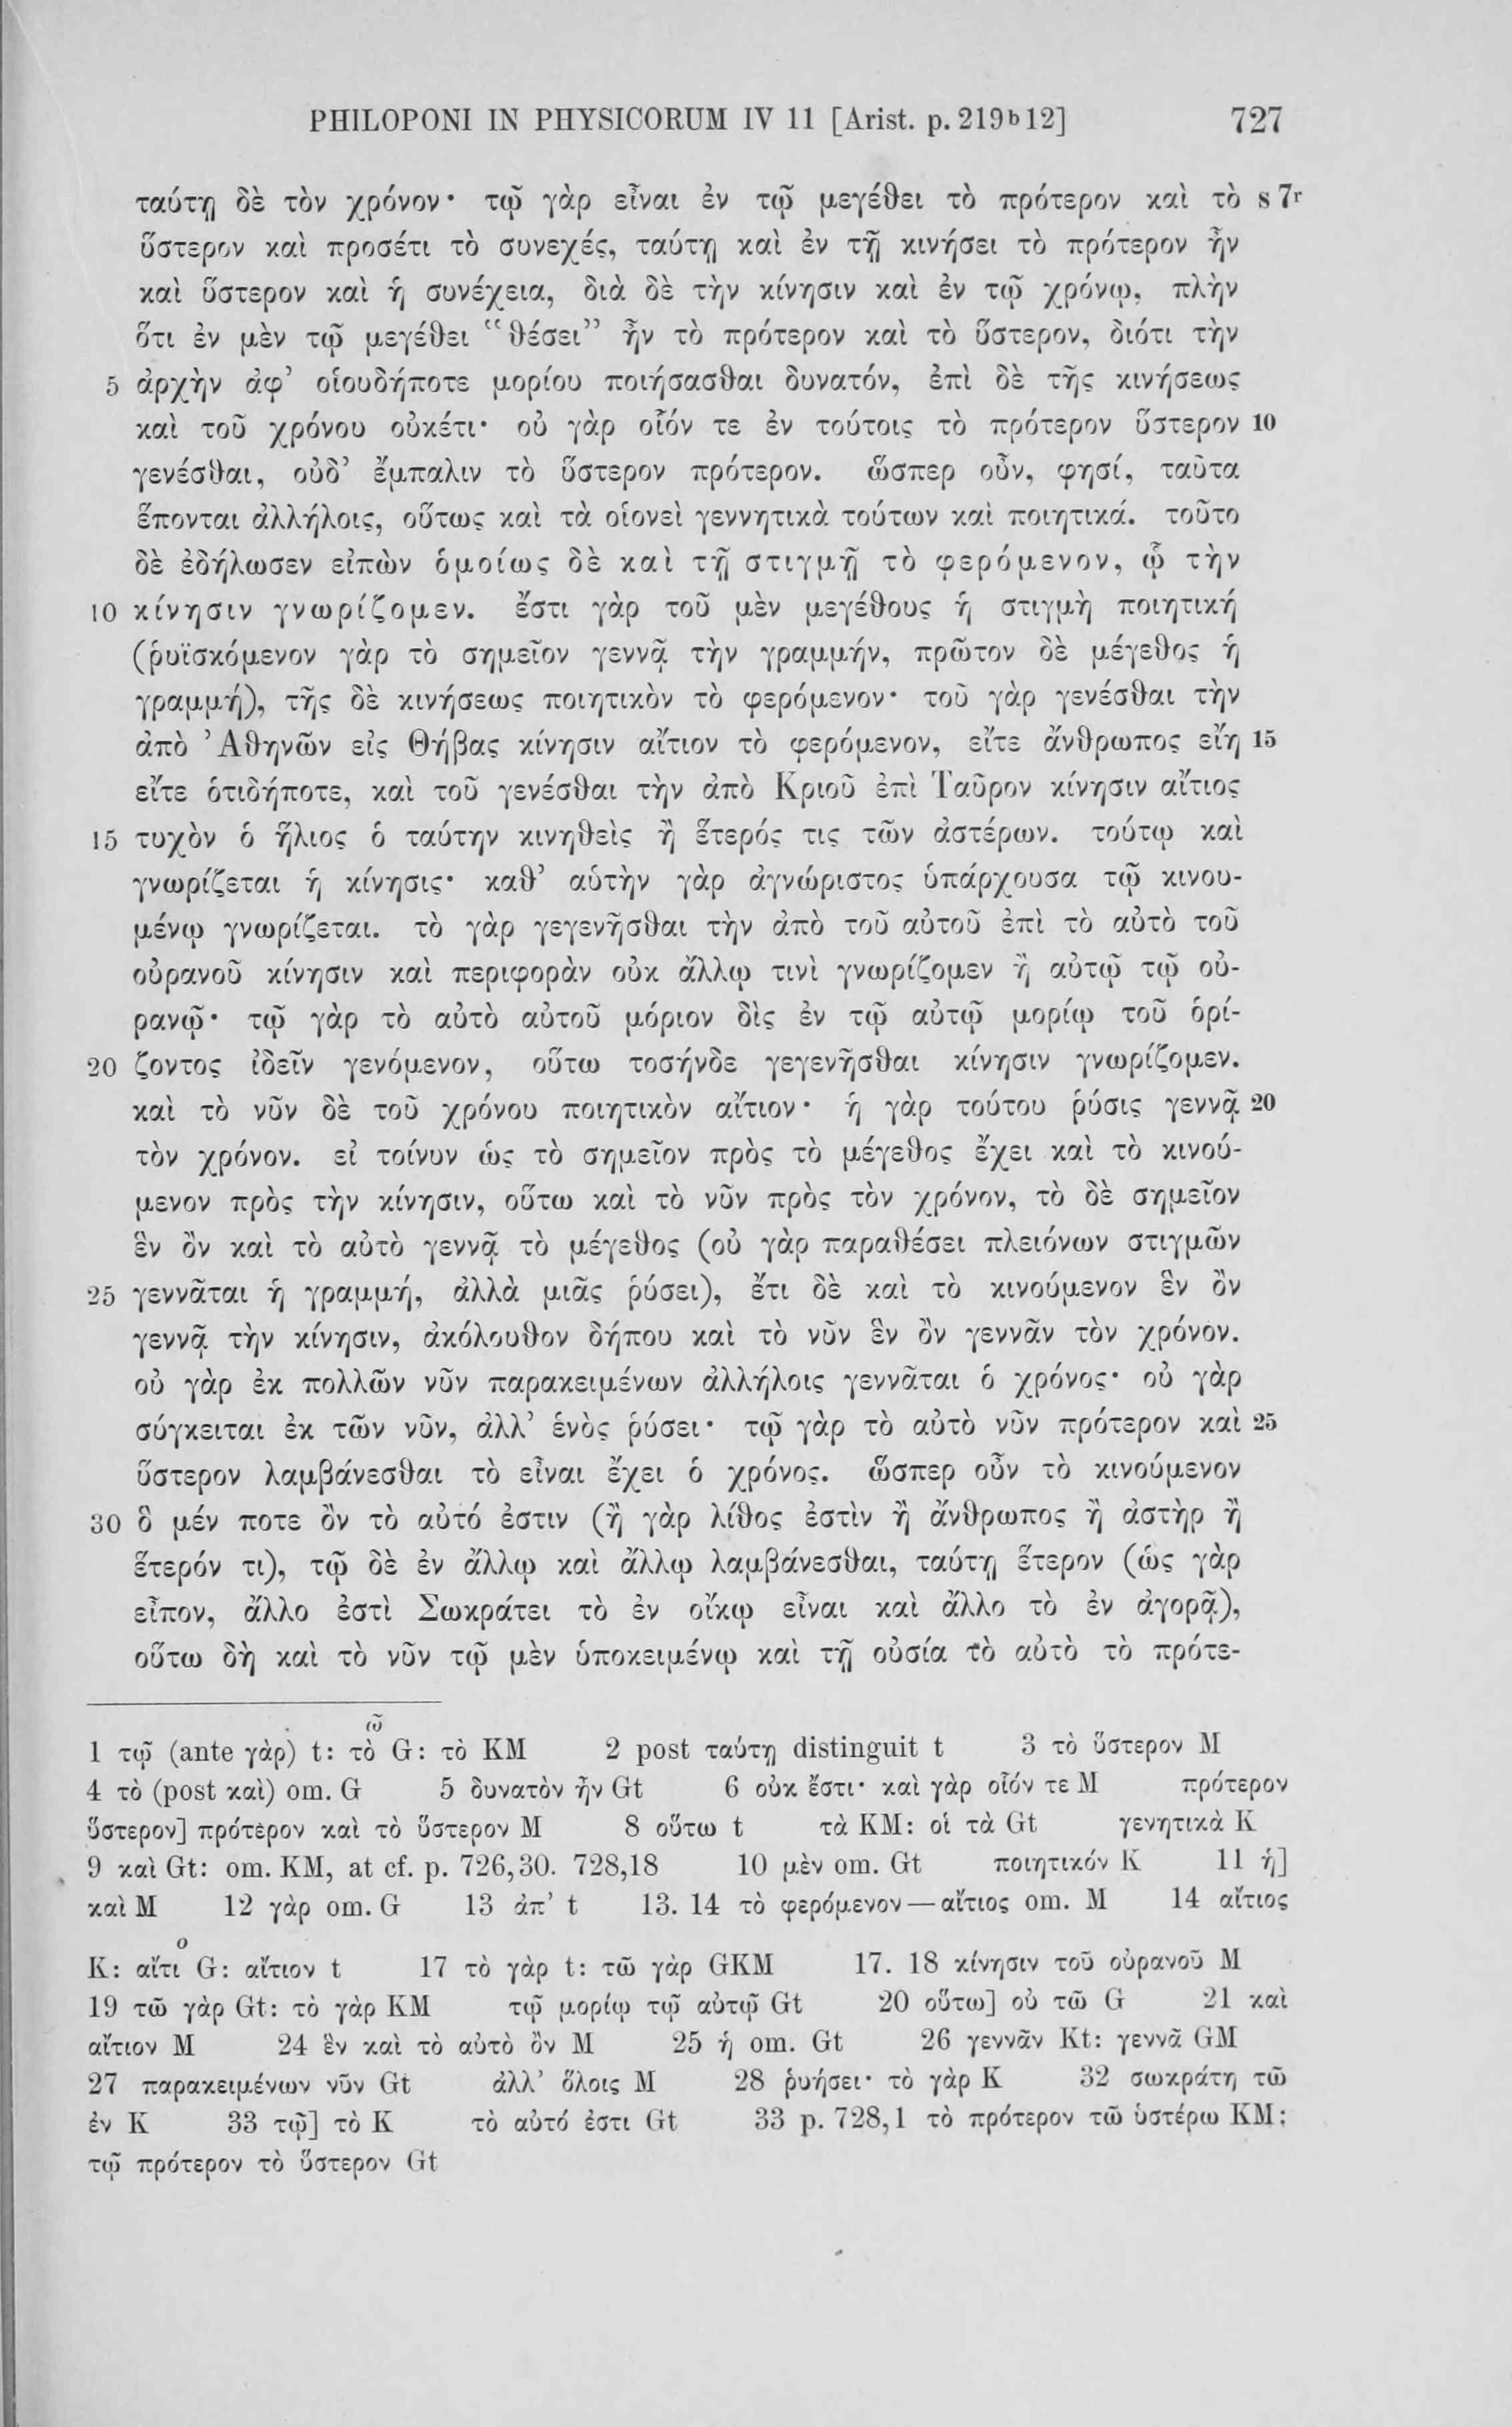 PHILOPONI IN PHYSICORUM IV 11 [Arist. p. 219ᵇ12] 727
ταύτῃ δὲ τὸν χρόνον· τῷ γὰρ εἶναι ἐν τῷ μεγέθει τὸ πρότερον καὶ τὸ s 7ʳ
ὕστερον καὶ προσέτι τὸ συνεχές, ταύτῃ καὶ ἐν τῇ κινήσει τὸ πρότερον ἦν
καὶ ὕστερον καὶ ἡ συνέχεια, διὰ δὲ τὴν κίνησιν καὶ ἐν τῷ χρόνῳ, πλὴν
ὅτι ἐν μὲν τῷ μεγέθει “θέσει” ἦν τὸ πρότερον καὶ τὸ ὕστερον, διότι τὴν
5 ἀρχὴν ἀφ’ οἱουδήποτε μορίου ποιήσασθαι δυνατόν, ἐπὶ δὲ τῆς κινήσεως
καὶ τοῦ χρόνου οὐκέτι· οὐ γὰρ οἷόν τε ἐν τούτοις τὸ πρότερον ὕστερον 10
γενέσθαι, οὐδ’ ἔμπαλιν τὸ ὕστερον πρότερον. ὥσπερ οὖν, φησί, ταῦτα
ἕπονται ἀλλήλοις, οὕτως καὶ τὰ οἱονεὶ γεννητικὰ τούτων καὶ ποιητικά. τοῦτο
δὲ ἐδήλωσεν εἰπὼν ὁμοίως δὲ καὶ τῇ στιγμῇ τὸ φερόμενον, ᾧ τὴν
10 κίνησιν γνωρίζομεν. ἔστι γὰρ τοῦ μὲν μεγέθους ἡ στιγμὴ ποιητική
(ῥυϊσκόμενον γὰρ τὸ σημεῖον γεννᾷ τὴν γραμμήν, πρῶτον δὲ μέγεθος ἡ
γραμμή), τῆς δὲ κινήσεως ποιητικὸν τὸ φερόμενον· τοῦ γὰρ γενέσθαι τὴν
ἀπὸ Ἀθηνῶν εἰς Θήβας κίνησιν αἴτιον τὸ φερόμενον, εἴτε ἄνθρωπος εἴη 15
εἴτε ὁτιδήποτε, καὶ τοῦ γενέσθαι τὴν ἀπὸ Κριοῦ ἐπὶ Ταῦρον κίνησιν αἴτιος
15 τυχὸν ὁ ἥλιος ὁ ταύτην κινηθεὶς ἢ ἕτερός τις τῶν ἀστέρων. τούτῳ καὶ
γνωρίζεται ἡ κίνησις· καθ’ αὑτὴν γὰρ ἀγνώριστος ὑπάρχουσα τῷ κινου-
μένῳ γνωρίζεται. τὸ γὰρ γεγενῆσθαι τὴν ἀπὸ τοῦ αὐτοῦ ἐπὶ τὸ αὐτὸ τοῦ
οὐρανοῦ κίνησιν καὶ περιφορὰν οὐκ ἄλλῳ τινὶ γνωρίζομεν ἢ αὐτῷ τῷ οὐ-
ρανῷ· τῷ γὰρ τὸ αὐτὸ αὐτοῦ μόριον δὶς ἐν τῷ αὐτῷ μορίῳ τοῦ ὁρί-
20 ζοντος ἰδεῖν γενόμενον, οὕτω τοσήνδε γεγενῆσθαι κίνησιν γνωρίζομεν.
καὶ τὸ νῦν δὲ τοῦ χρόνου ποιητικὸν αἴτιον· ἡ γὰρ τούτου ῥύσις γεννᾷ 20
τὸν χρόνον. εἰ τοίνυν ὡς τὸ σημεῖον πρὸς τὸ μέγεθος ἔχει καὶ τὸ κινού-
μενον πρὸς τὴν κίνησιν, οὕτω καὶ τὸ νῦν πρὸς τὸν χρόνον, τὸ δὲ σημεῖον
ἓν ὂν καὶ τὸ αὐτὸ γεννᾷ τὸ μέγεθος (οὐ γὰρ παραθέσει πλειόνων στιγμῶν
25 γεννᾶται ἡ γραμμή, ἀλλὰ μιᾶς ῥύσει), ἔτι δὲ καὶ τὸ κινούμενον ἓν ὂν
γεννᾷ τὴν κίνησιν, ἀκόλουθον δήπου καὶ τὸ νῦν ἓν ὂν γεννᾶν τὸν χρόνον.
οὐ γὰρ ἐκ πολλῶν νῦν παρακειμένων ἀλλήλοις γεννᾶται ὁ χρόνος· οὐ γὰρ
σύγκειται ἐκ τῶν νῦν, ἀλλ’ ἑνὸς ῥύσει· τῷ γὰρ τὸ αὐτὸ νῦν πρότερον καὶ 25
ὕστερον λαμβάνεσθαι τὸ εἶναι ἔχει ὁ χρόνος. ὥσπερ οὖν τὸ κινούμενον
30 ὃ μέν ποτε ὂν τὸ αὐτό ἐστιν (ἢ γὰρ λίθος ἐστὶν ἢ ἄνθρωπος ἢ ἀστὴρ ἢ
ἕτερόν τι), τῷ δὲ ἐν ἄλλῳ καὶ ἄλλῳ λαμβάνεσθαι, ταύτῃ ἕτερον (ὡς γὰρ
εἶπον, ἄλλο ἐστὶ Σωκράτει τὸ ἐν οἴκῳ εἶναι καὶ ἄλλο τὸ ἐν ἀγορᾷ),
οὕτω δὴ καὶ τὸ νῦν τῷ μὲν ὑποκειμένῳ καὶ τῇ οὐσίᾳ τὸ αὐτὸ τὸ πρότε-
ῶ
1 τῷ (ante γὰρ) t: τὸ G: τὸ KM 2 post ταύτῃ distinguit t 3 τὸ ὕστερον M
4 τὸ (post καὶ) om. G 5 δυνατὸν ἦν Gt 6 οὐκ ἔστι· καὶ γὰρ οἷόν τε M πρότερον
ὕστερον] πρότερον καὶ τὸ ὕστερον M 8 οὕτω t τὰ KM: οἱ τὰ Gt γενητικὰ K
9 καὶ Gt: om. KM, at cf. p. 726,30. 728,18 10 μὲν om. Gt ποιητικόν K 11 ἡ]
καὶ M 12 γὰρ om. G 13 ἀπ’ t 13. 14 τὸ φερόμενον — αἴτιος om. M 14 αἴτιος
ο
K: αἴτι G: αἴτιον t 17 τὸ γὰρ t: τῶ γὰρ GKM 17. 18 κίνησιν τοῦ οὐρανοῦ M
19 τῶ γὰρ Gt: τὸ γὰρ KM τῷ μορίῳ τῷ αὐτῷ Gt 20 οὕτω] οὐ τῶ G 21 καὶ
αἴτιον M 24 ἓν καὶ τὸ αὐτὸ ὂν M 25 ἡ om. Gt 26 γεννᾶν Kt: γεννᾶ GM
27 παρακειμένων νῦν Gt ἀλλ’ ὅλοις M 28 ῥυήσει· τὸ γὰρ K 32 σωκράτη τῶ
ἐν K 33 τῷ] τὸ K τὸ αὐτό ἐστι Gt 33 p. 728,1 τὸ πρότερον τῶ ὑστέρω KM:
τῷ πρότερον τὸ ὕστερον Gt